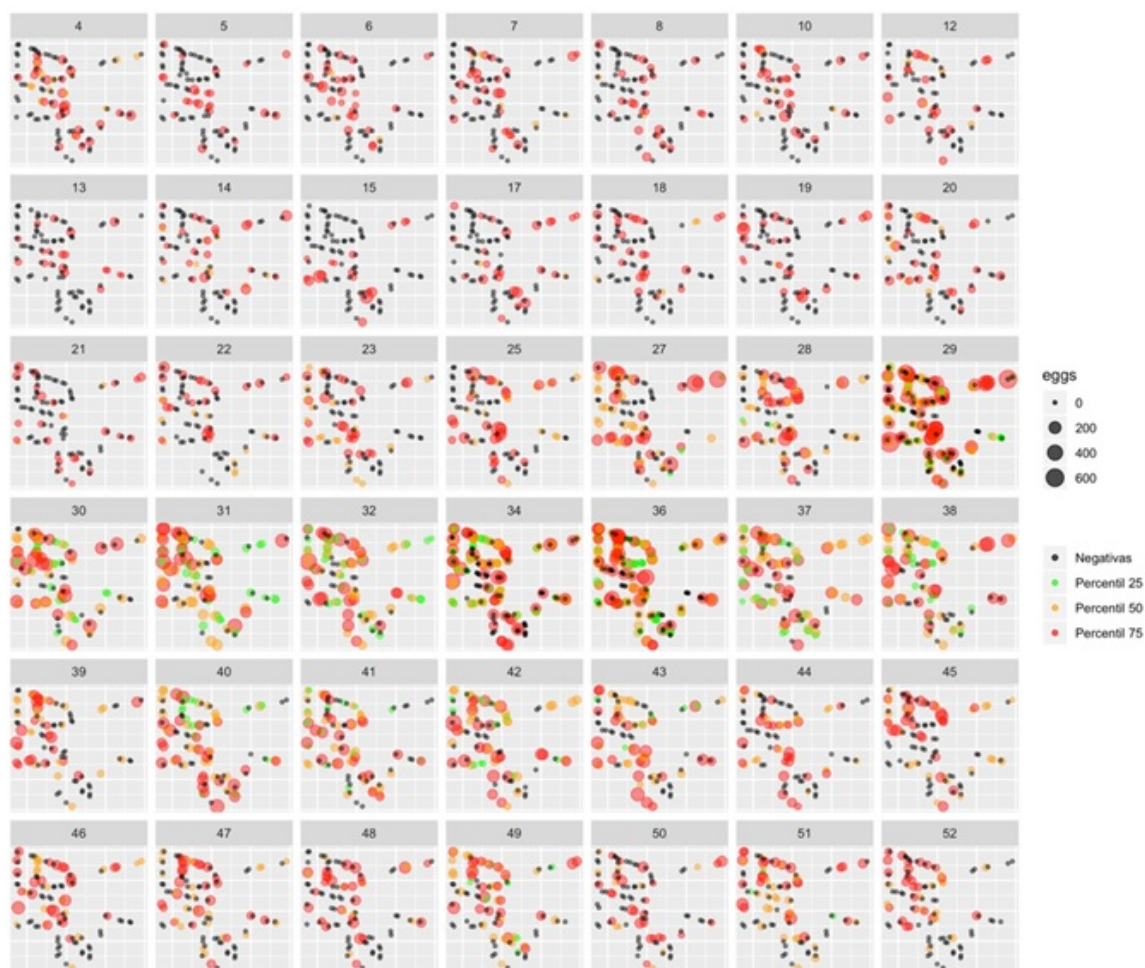 4 5 6 7 8 10 12
13 14 15 17 18 19 20
21 22 23 25 27 28 29
eggs
0
200
400
600
30 31 32 34 36 37 38
Negativas
Percentil 25
Percentil 50
Percentil 75
39 40 41 42 43 44 45
46 47 48 49 50 51 52